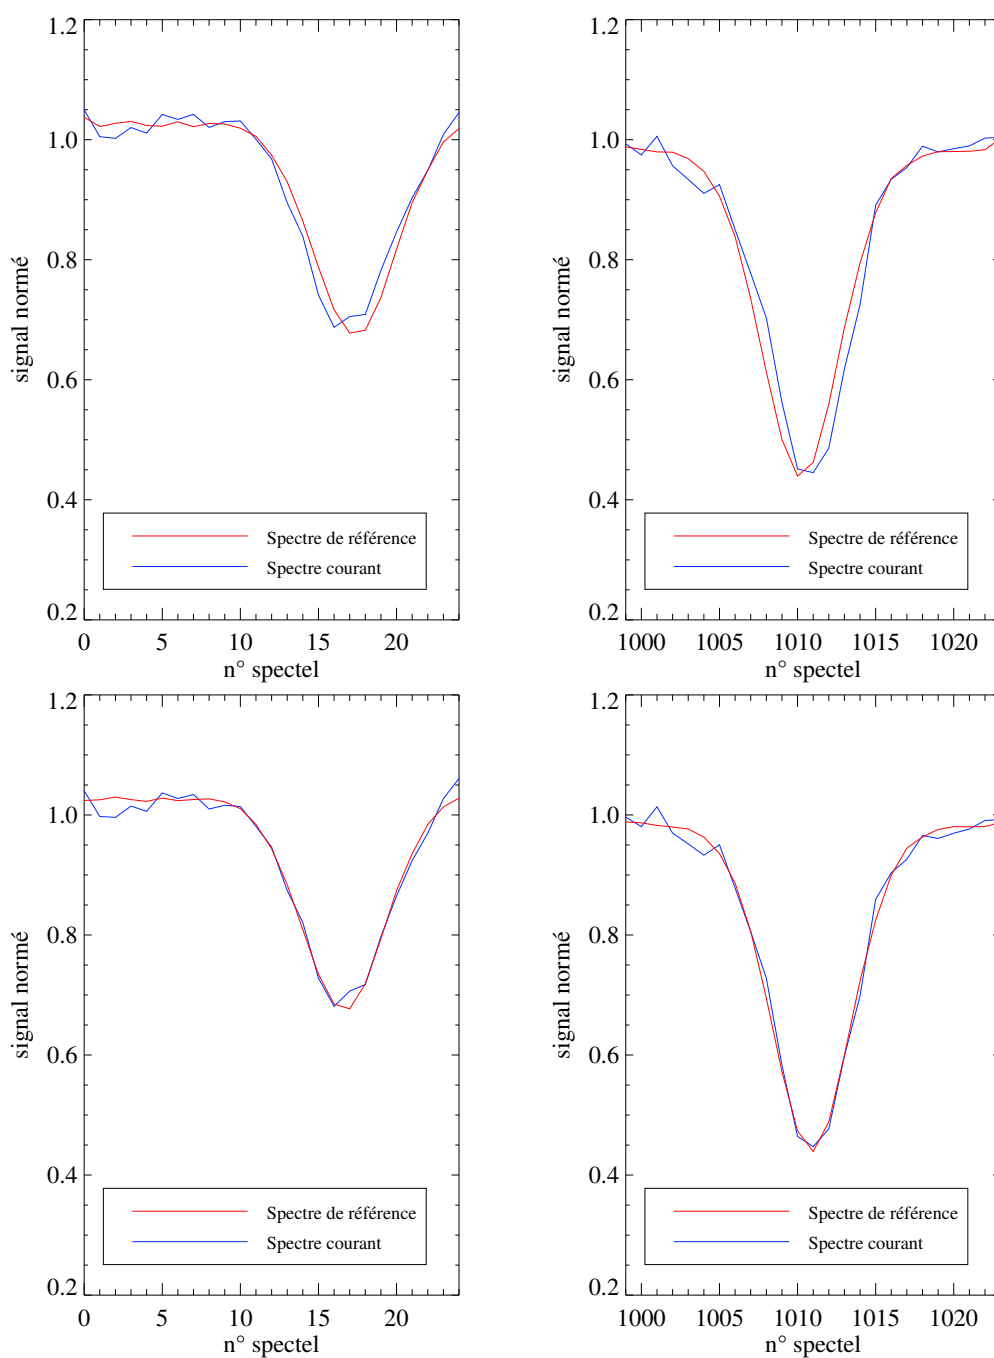 1.2
1.0
0.8
0.6
0.4
0.2
signal normé
Spectre de référence
Spectre courant
0 5 10 15 20
n° spectel
1.2
1.0
0.8
0.6
0.4
0.2
signal normé
Spectre de référence
Spectre courant
1000 1005 1010 1015 1020
n° spectel
1.2
1.0
0.8
0.6
0.4
0.2
signal normé
Spectre de référence
Spectre courant
0 5 10 15 20
n° spectel
1.2
1.0
0.8
0.6
0.4
0.2
signal normé
Spectre de référence
Spectre courant
1000 1005 1010 1015 1020
n° spectel